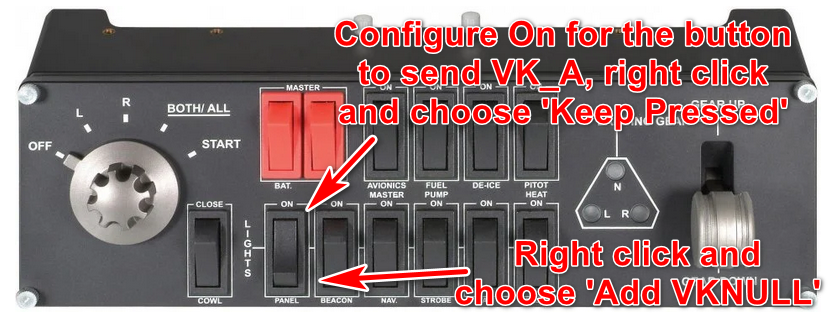 Configure On for the button
to send VK_A, right click
and choose 'Keep Pressed'
MASTER
ON
ON
ON
GEAR UP
R
L
BOTH/ ALL
OFF
START
N
L R
BAT.
AVIONICS
MASTER
FUEL
PUMP
DE-ICE
PITOT
HEAT
CLOSE
ON
ON
ON
ON
ON
ON
LIGHTS
Right click and
choose 'Add VKNULL'
COWL
PANEL
BEACON
NAV.
STROBE